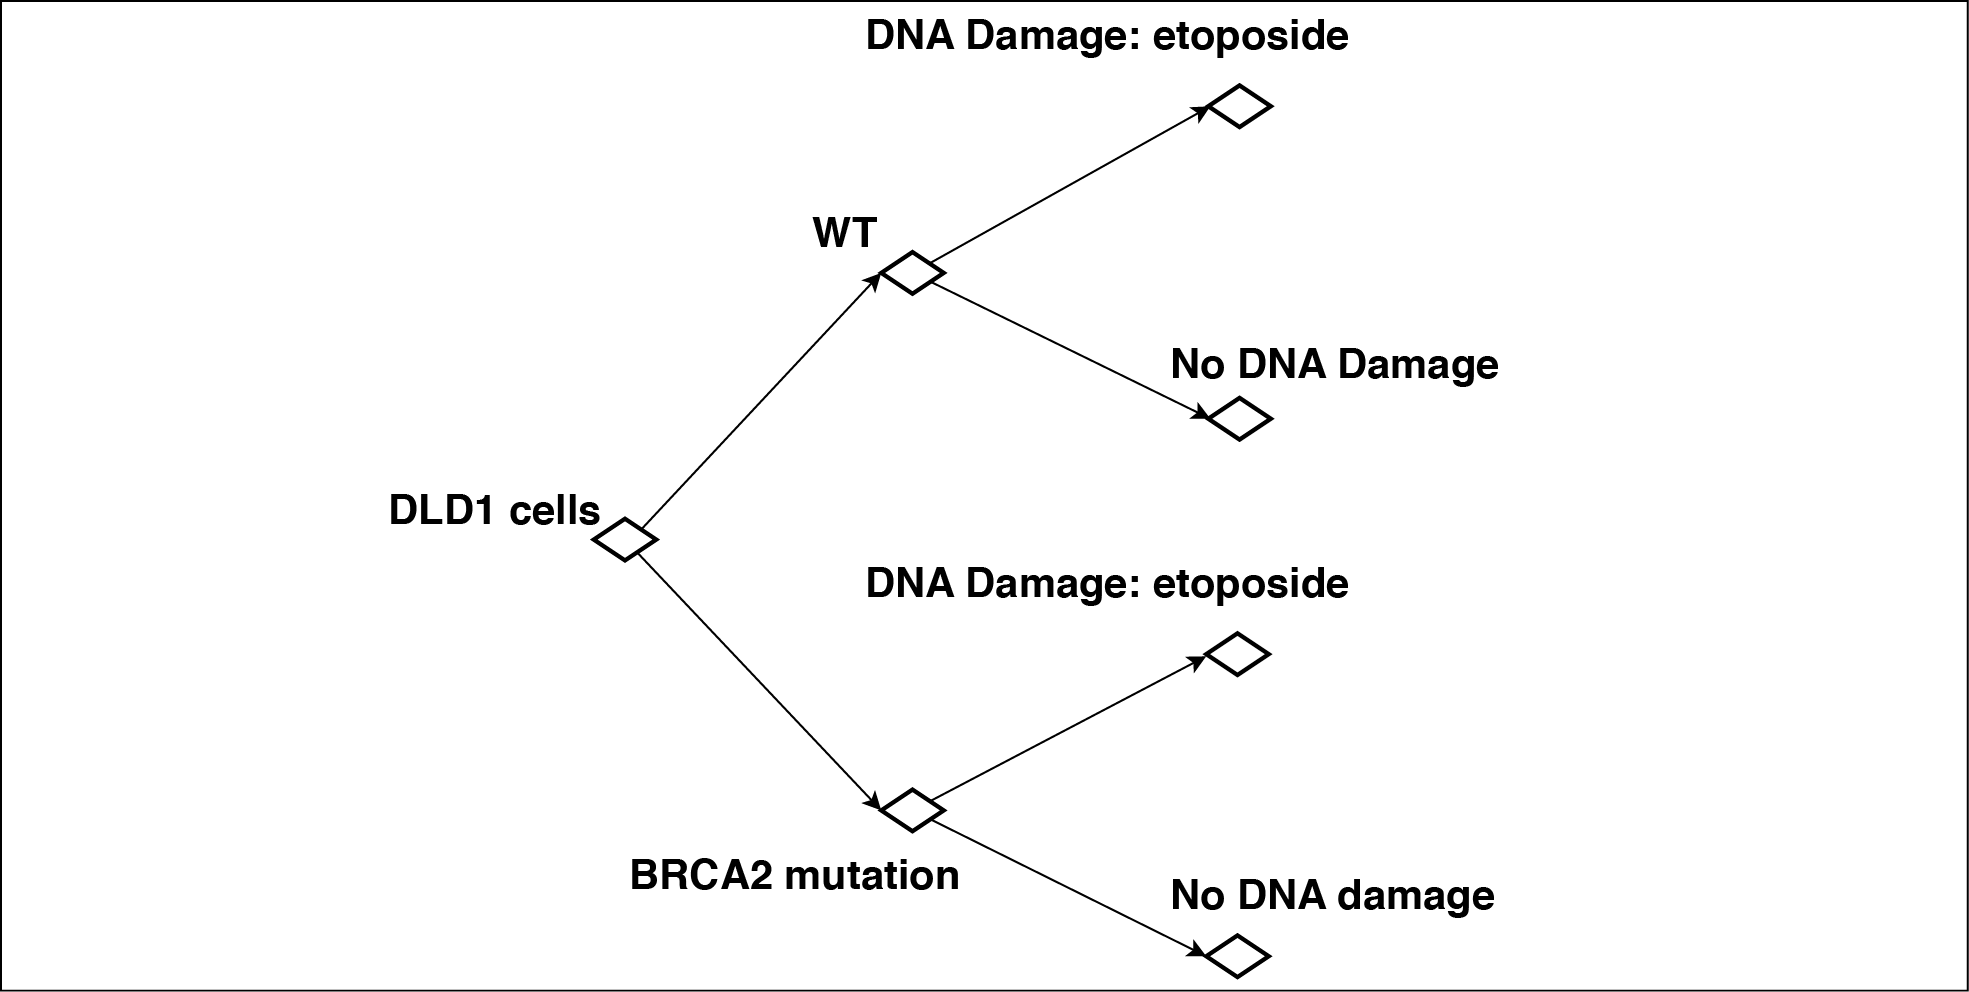 DNA Damage: etoposide
WT
No DNA Damage
DLD1 cells
DNA Damage: etoposide
BRCA2 mutation
No DNA damage